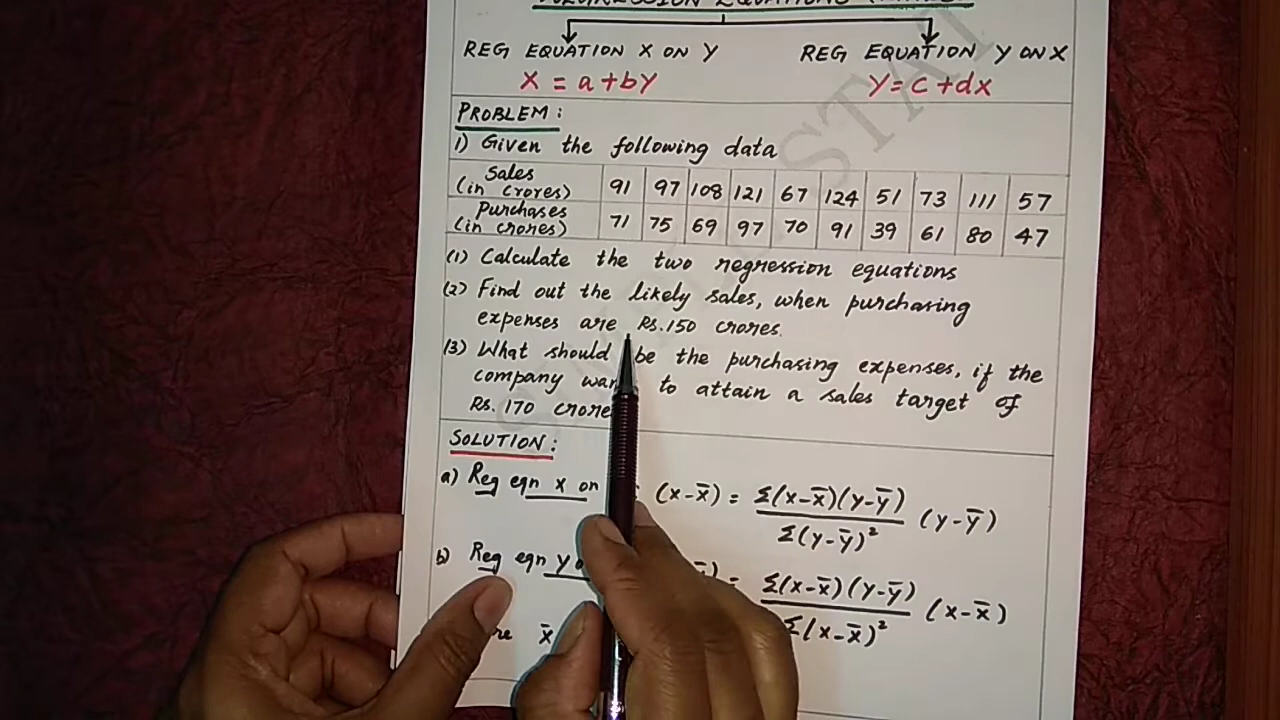 REG EQUATION X ON Y REG EQUATION Y ON X
X = a + bY Y = c + dX
PROBLEM:
1) Given the following data
Sales (in crores) 91 97 108 121 67 124 51 73 111 57
Purchases (in crores) 71 75 69 97 70 91 39 61 80 47
(1) Calculate the two regression equations
(2) Find out the likely sales, when purchasing
expenses are Rs.150 crores.
(3) What should be the purchasing expenses, if the
company to attain a sales target of
Rs. 170
SOLUTION:
a) Reg eqn x on (x-x̄) = Σ(x-x̄)(y-ȳ) / Σ(y-ȳ)² (y-ȳ)
b) Reg eqn y = Σ(x-x̄)(y-ȳ) / Σ(x-x̄)² (x-x̄)
x̄